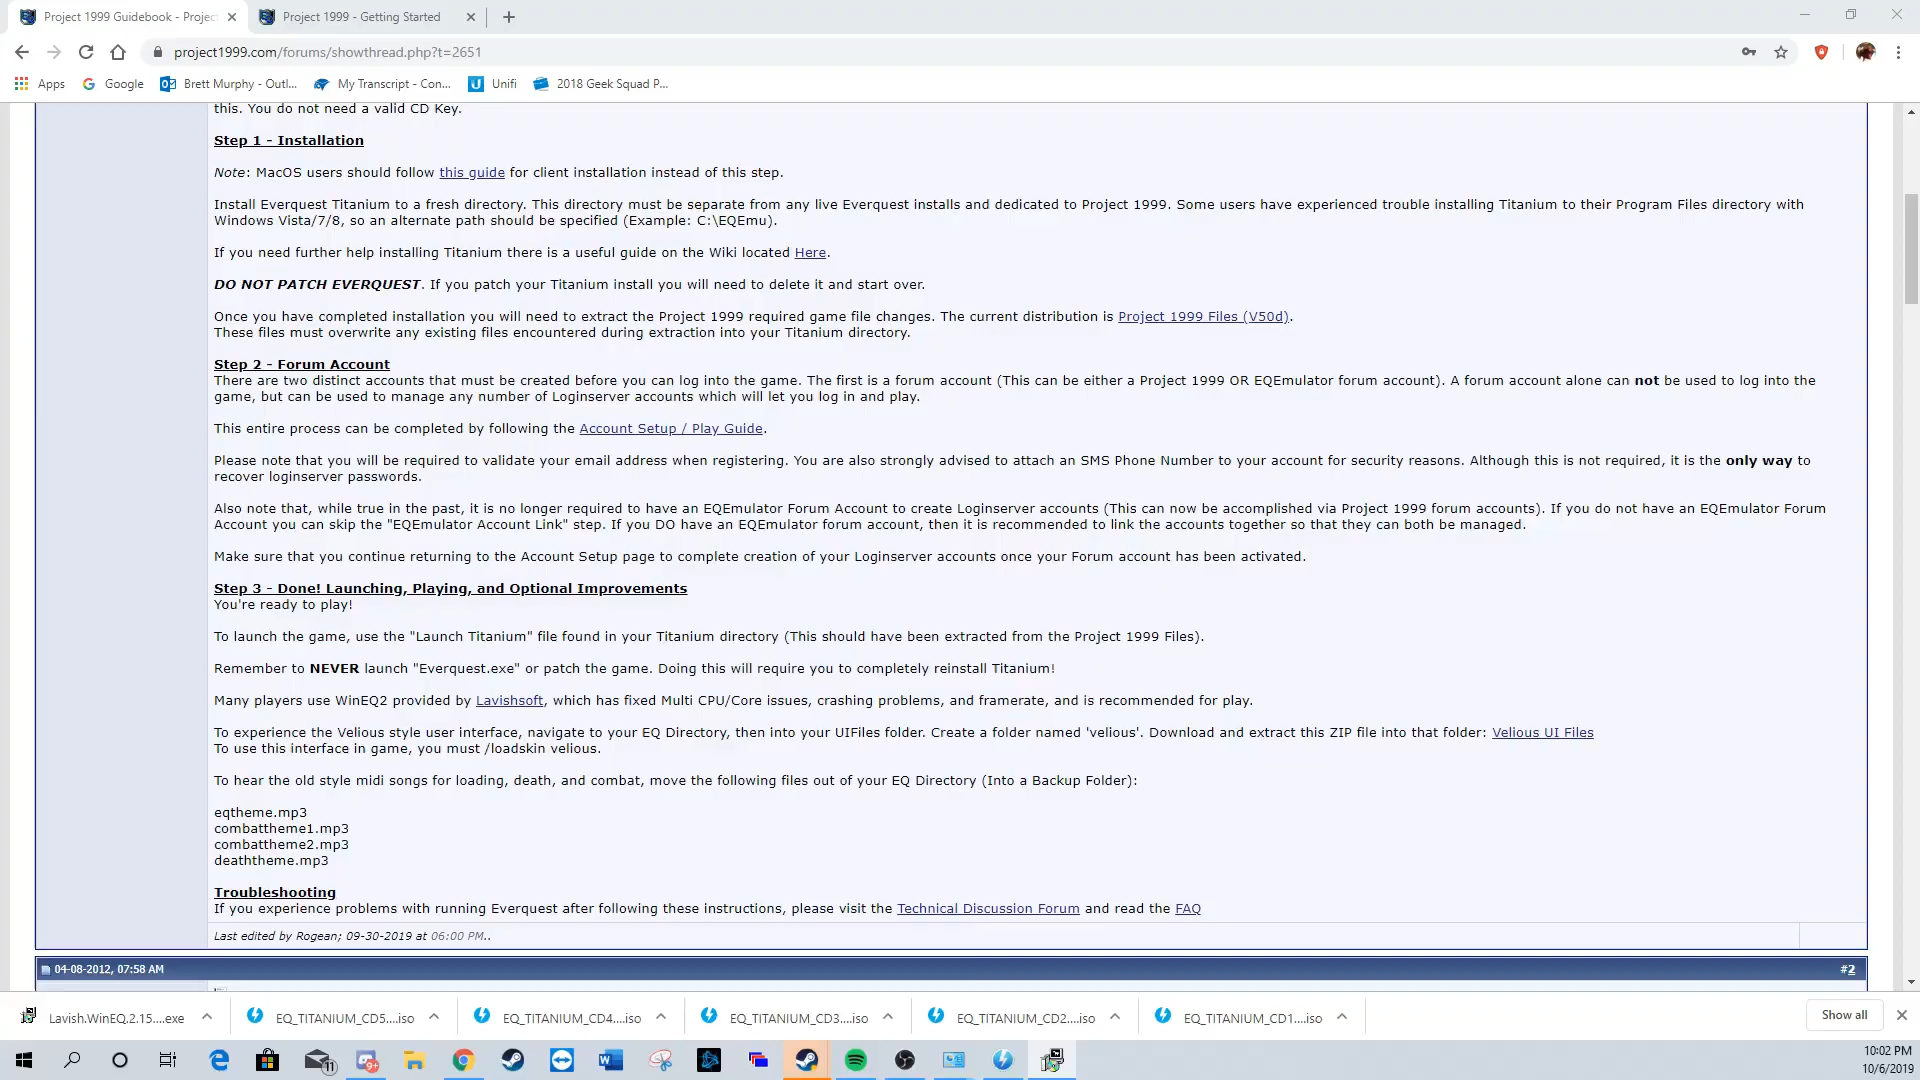 Project 1999 Guidebook - Projec
Project 1999 - Getting Started
project1999.com/forums/showthread.php?t=2651
Apps
Google
Brett Murphy - Outl...
My Transcript - Con...
Unifi
2018 Geek Squad P...
this. You do not need a valid CD Key.
Step 1 - Installation
Note: MacOS users should follow this guide for client installation instead of this step.
Install Everquest Titanium to a fresh directory. This directory must be separate from any live Everquest installs and dedicated to Project 1999. Some users have experienced trouble installing Titanium to their Program Files directory with
Windows Vista/7/8, so an alternate path should be specified (Example: C:\EQEmu).
If you need further help installing Titanium there is a useful guide on the Wiki located Here.
DO NOT PATCH EVERQUEST. If you patch your Titanium install you will need to delete it and start over.
Once you have completed installation you will need to extract the Project 1999 required game file changes. The current distribution is Project 1999 Files (V50d).
These files must overwrite any existing files encountered during extraction into your Titanium directory.
Step 2 - Forum Account
There are two distinct accounts that must be created before you can log into the game. The first is a forum account (This can be either a Project 1999 OR EQEmulator forum account). A forum account alone can not be used to log into the
game, but can be used to manage any number of Loginserver accounts which will let you log in and play.
This entire process can be completed by following the Account Setup / Play Guide.
Please note that you will be required to validate your email address when registering. You are also strongly advised to attach an SMS Phone Number to your account for security reasons. Although this is not required, it is the only way to
recover loginserver passwords.
Also note that, while true in the past, it is no longer required to have an EQEmulator Forum Account to create Loginserver accounts (This can now be accomplished via Project 1999 forum accounts). If you do not have an EQEmulator Forum
Account you can skip the "EQEmulator Account Link" step. If you DO have an EQEmulator forum account, then it is recommended to link the accounts together so that they can both be managed.
Make sure that you continue returning to the Account Setup page to complete creation of your Loginserver accounts once your Forum account has been activated.
Step 3 - Done! Launching, Playing, and Optional Improvements
You're ready to play!
To launch the game, use the "Launch Titanium" file found in your Titanium directory (This should have been extracted from the Project 1999 Files).
Remember to NEVER launch "Everquest.exe" or patch the game. Doing this will require you to completely reinstall Titanium!
Many players use WinEQ2 provided by Lavishsoft, which has fixed Multi CPU/Core issues, crashing problems, and framerate, and is recommended for play.
To experience the Velious style user interface, navigate to your EQ Directory, then into your UIFiles folder. Create a folder named 'velious'. Download and extract this ZIP file into that folder: Velious UI Files
To use this interface in game, you must /loadskin velious.
To hear the old style midi songs for loading, death, and combat, move the following files out of your EQ Directory (Into a Backup Folder):
eqtheme.mp3
combattheme1.mp3
combattheme2.mp3
deaththeme.mp3
Troubleshooting
If you experience problems with running Everquest after following these instructions, please visit the Technical Discussion Forum and read the FAQ
Last edited by Rogean; 09-30-2019 at 06:00 PM..
04-08-2012, 07:58 AM
#2
Lavish.WinEQ.2.15....exe
EQ_TITANIUM_CD5....iso
EQ_TITANIUM_CD4....iso
EQ_TITANIUM_CD3....iso
EQ_TITANIUM_CD2....iso
EQ_TITANIUM_CD1....iso
Show all
11
9+
10:02 PM
10/6/2019